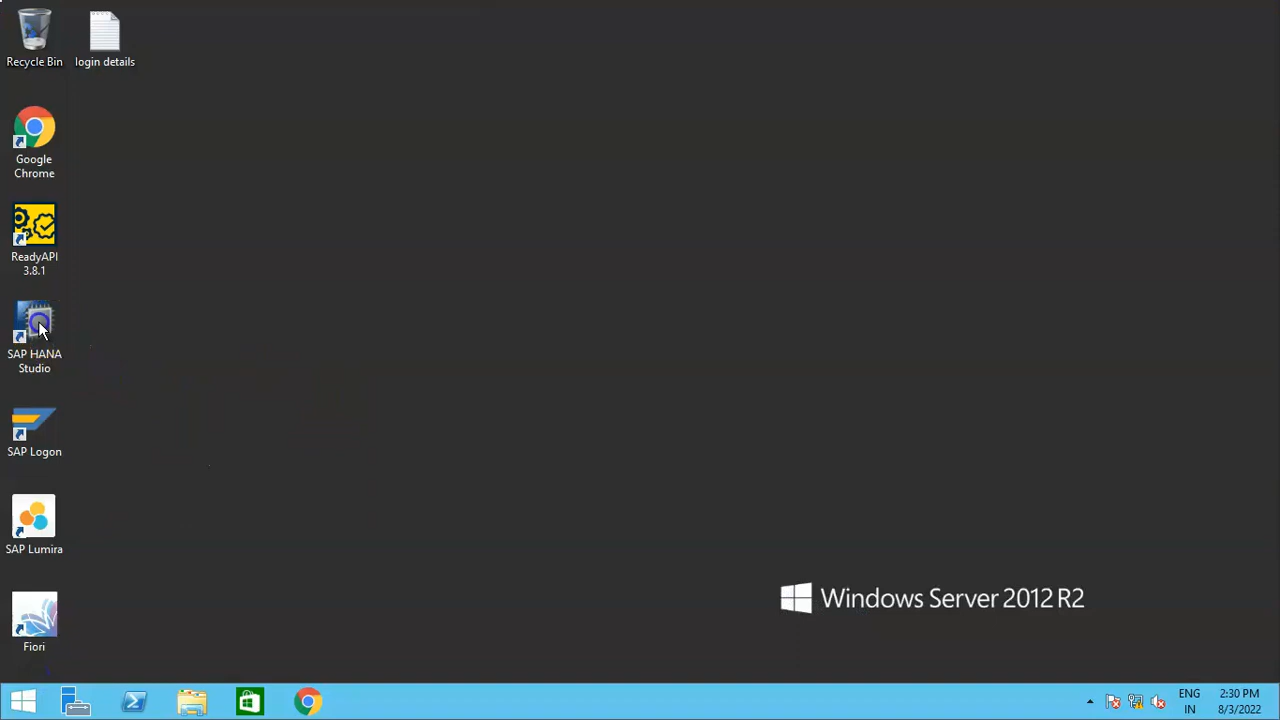 Recycle Bin
login details
Google
Chrome
ReadyAPI
3.8.1
SAP HANA
Studio
SAP Logon
SAP Lumira
Fiori
Windows Server 2012 R2
ENG
IN
2:30 PM
8/3/2022